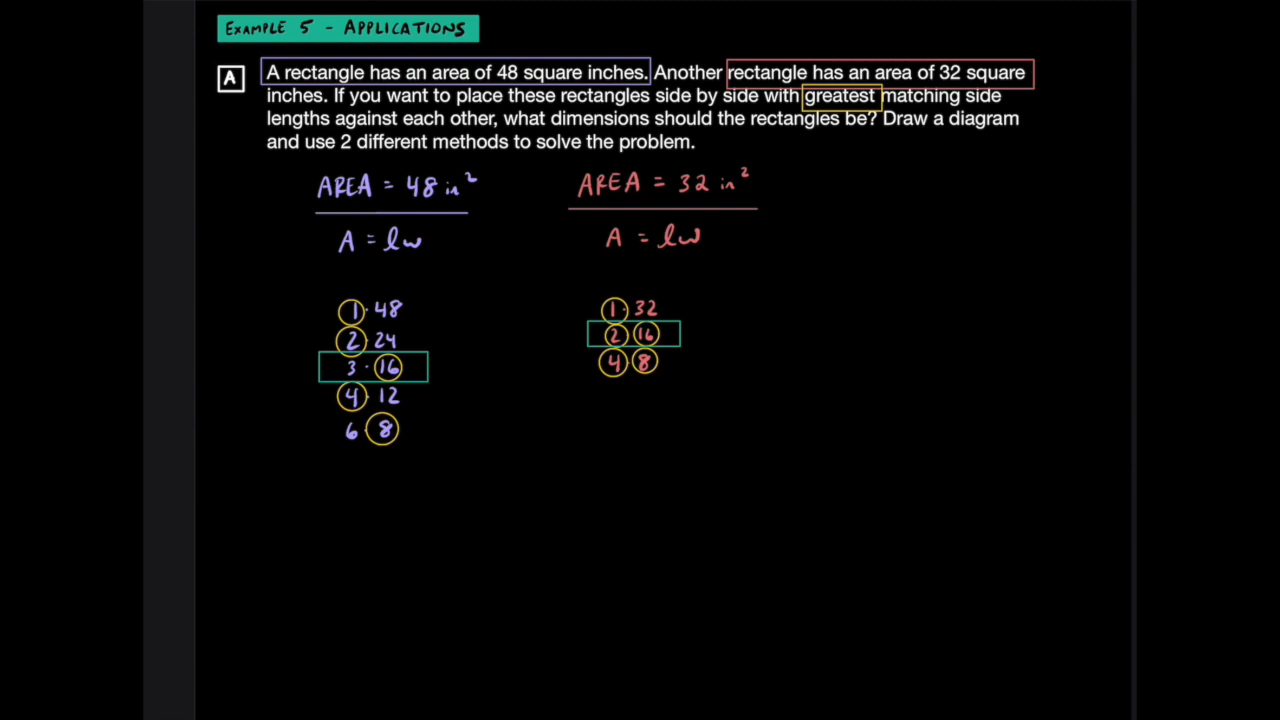 EXAMPLE 5 - APPLICATIONS
A A rectangle has an area of 48 square inches. Another rectangle has an area of 32 square
inches. If you want to place these rectangles side by side with greatest matching side
lengths against each other, what dimensions should the rectangles be? Draw a diagram
and use 2 different methods to solve the problem.
AREA = 48 in²
A = lw
1 · 48
2 · 24
3 · 16
4 · 12
6 · 8
AREA = 32 in²
A = lw
1 · 32
2 · 16
4 · 8